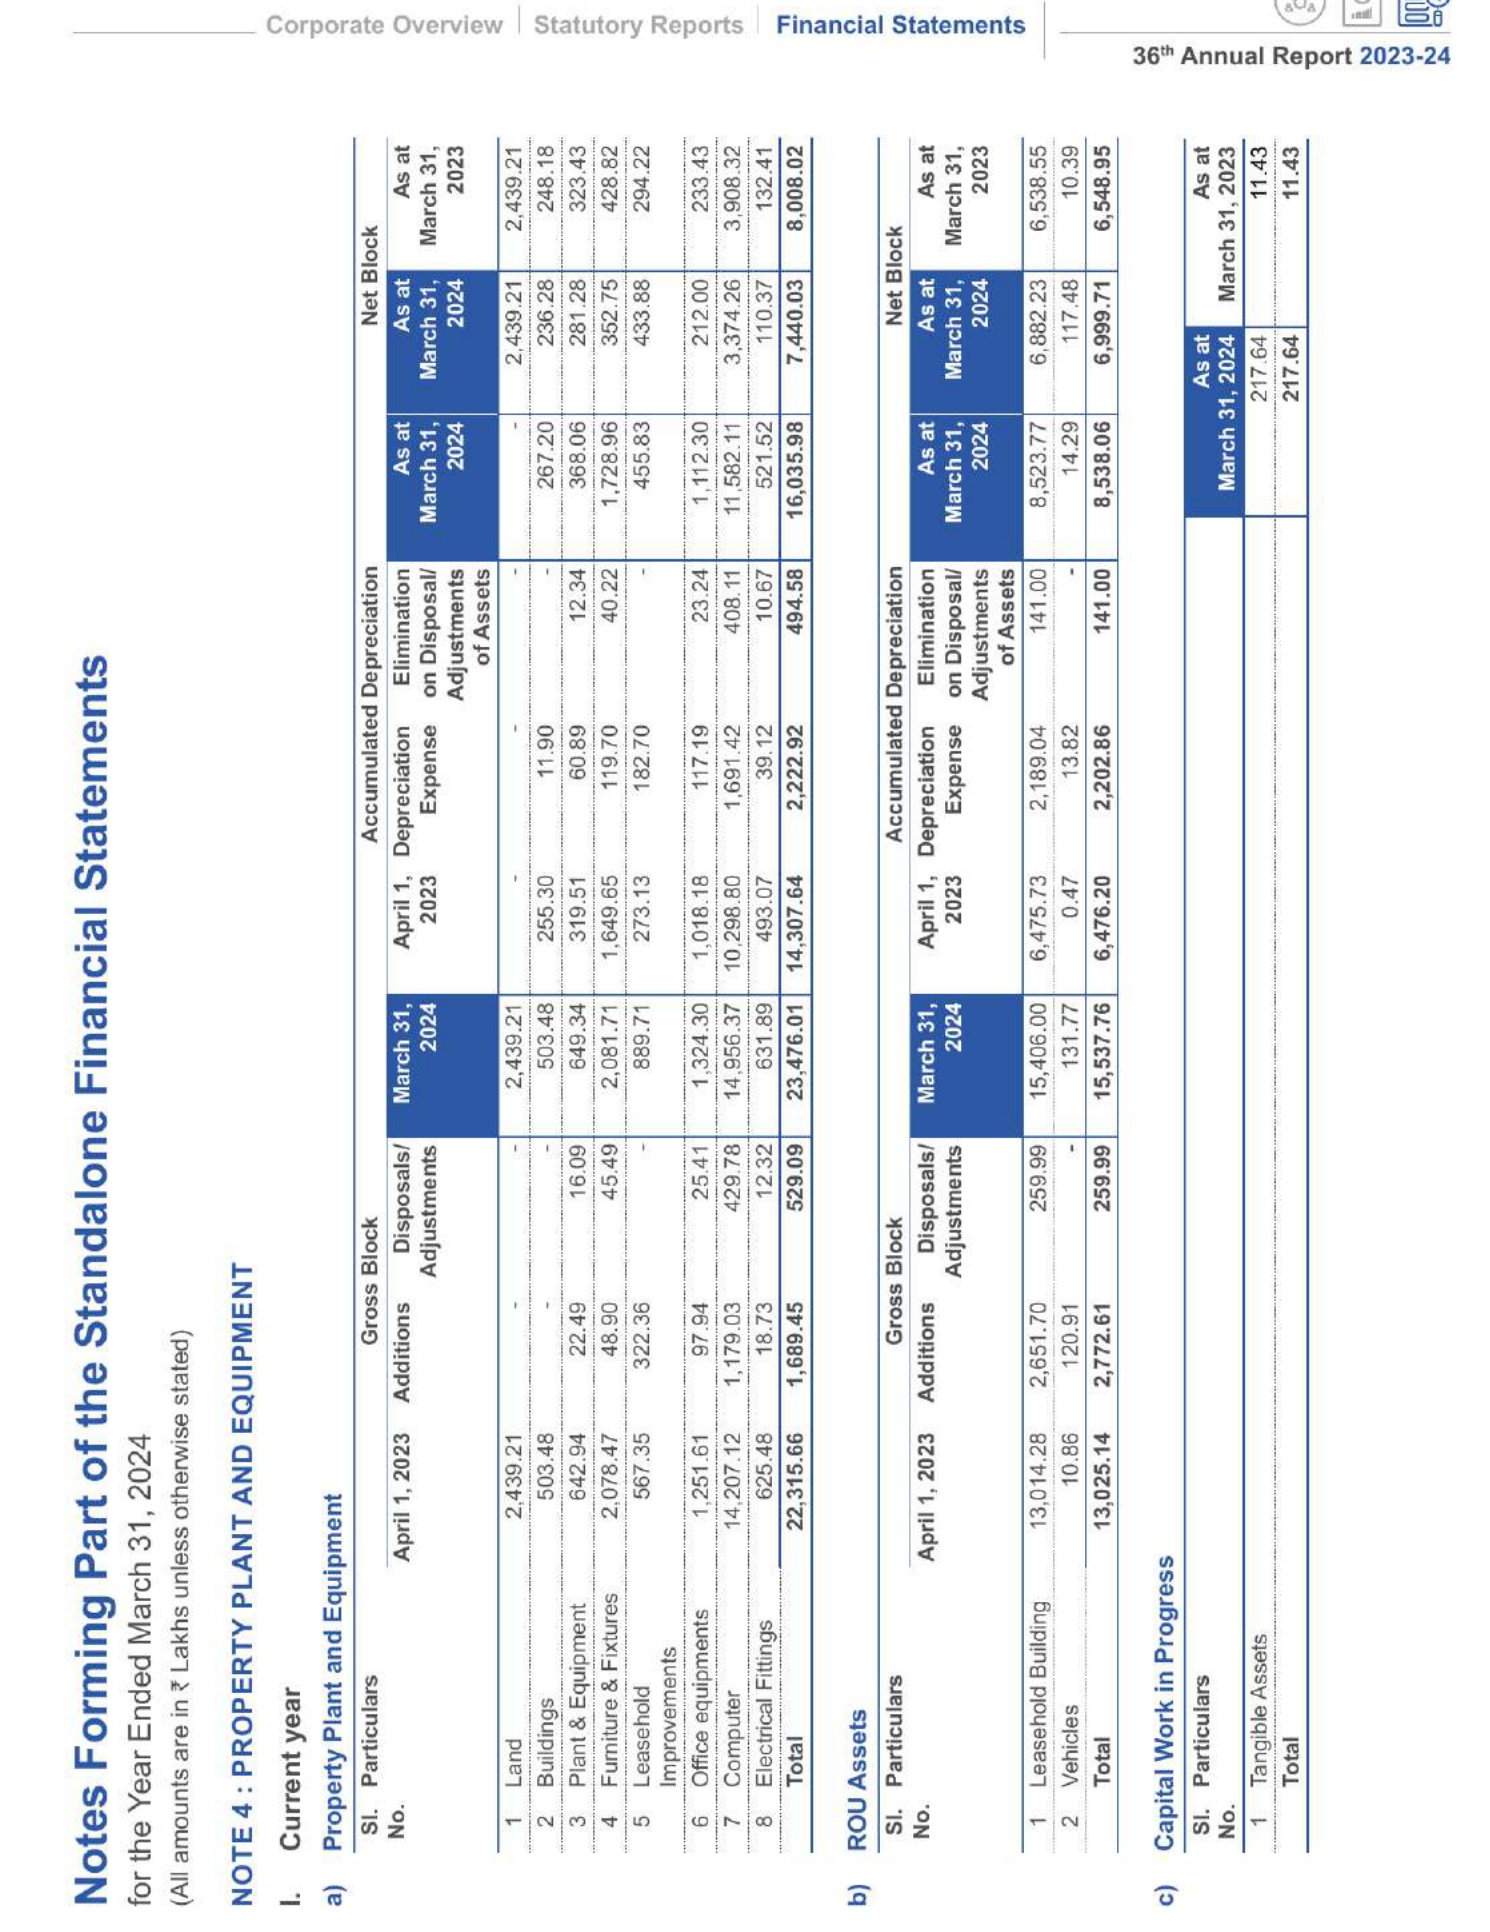 Corporate Overview | Statutory Reports | Financial Statements
36th Annual Report 2023-24
Notes Forming Part of the Standalone Financial Statements
for the Year Ended March 31, 2024
(All amounts are in ₹ Lakhs unless otherwise stated)
NOTE 4 : PROPERTY PLANT AND EQUIPMENT
I. Current year
a) Property Plant and Equipment
Sl. Particulars Gross Block Accumulated Depreciation Net Block
No. April 1, 2023 Additions Disposals/ March 31, April 1, Depreciation Elimination As at As at As at
Adjustments 2024 2023 Expense on Disposal/ March 31, March 31, March 31,
Adjustments 2024 2024 2023
of Assets
1 Land 2,439.21 - - 2,439.21 - - - - 2,439.21 2,439.21
2 Buildings 503.48 - - 503.48 255.30 11.90 - 267.20 236.28 248.18
3 Plant & Equipment 642.94 22.49 16.09 649.34 319.51 60.89 12.34 368.06 281.28 323.43
4 Furniture & Fixtures 2,078.47 48.90 45.49 2,081.71 1,649.65 119.70 40.22 1,728.96 352.75 428.82
5 Leasehold 567.35 322.36 - 889.71 273.13 182.70 - 455.83 433.88 294.22
Improvements
6 Office equipments 1,251.61 97.94 25.41 1,324.30 1,018.18 117.19 23.24 1,112.30 212.00 233.43
7 Computer 14,207.12 1,179.03 429.78 14,956.37 10,298.80 1,691.42 408.11 11,582.11 3,374.26 3,908.32
8 Electrical Fittings 625.48 18.73 12.32 631.89 493.07 39.12 10.67 521.52 110.37 132.41
Total 22,315.66 1,689.45 529.09 23,476.01 14,307.64 2,222.92 494.58 16,035.98 7,440.03 8,008.02
b) ROU Assets
Sl. Particulars Gross Block Accumulated Depreciation Net Block
No. April 1, 2023 Additions Disposals/ March 31, April 1, Depreciation Elimination As at As at As at
Adjustments 2024 2023 Expense on Disposal/ March 31, March 31, March 31,
Adjustments 2024 2024 2023
of Assets
1 Leasehold Building 13,014.28 2,651.70 259.99 15,406.00 6,475.73 2,189.04 141.00 8,523.77 6,882.23 6,538.55
2 Vehicles 10.86 120.91 - 131.77 0.47 13.82 - 14.29 117.48 10.39
Total 13,025.14 2,772.61 259.99 15,537.76 6,476.20 2,202.86 141.00 8,538.06 6,999.71 6,548.95
c) Capital Work in Progress
Sl. Particulars As at As at
No. March 31, 2024 March 31, 2023
1 Tangible Assets 217.64 11.43
Total 217.64 11.43